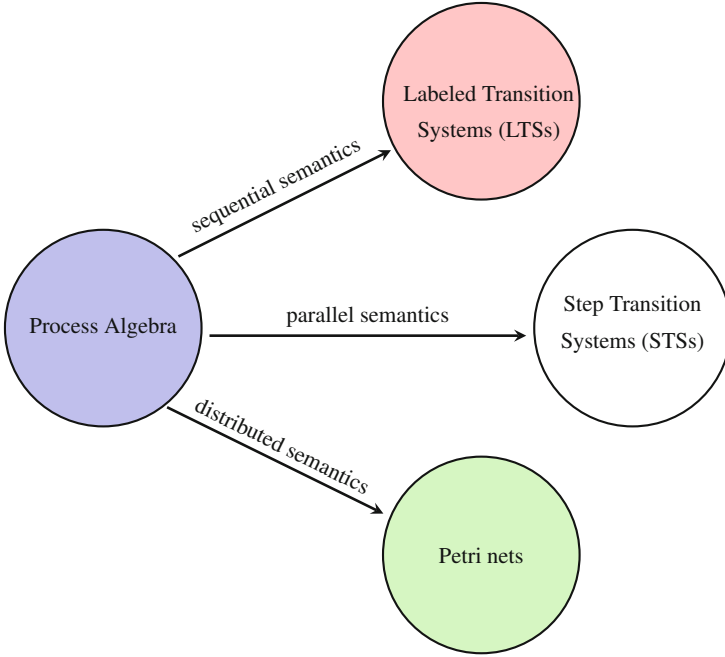 Labeled Transition
Systems (LTSs)
sequential semantics
Process Algebra
parallel semantics
Step Transition
Systems (STSs)
distributed semantics
Petri nets